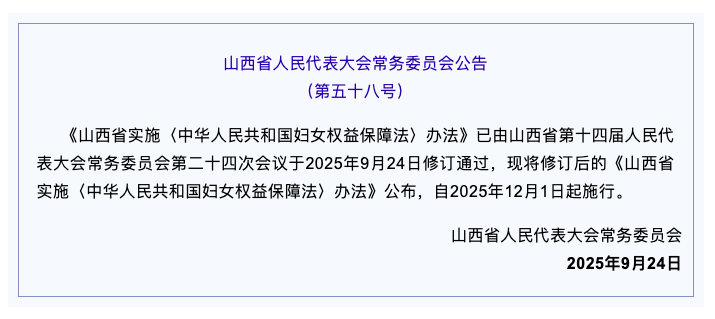 山西省人民代表大会常务委员会公告
（第五十八号）
《山西省实施〈中华人民共和国妇女权益保障法〉办法》已由山西省第十四届人民代
表大会常务委员会第二十四次会议于2025年9月24日修订通过，现将修订后的《山西省
实施〈中华人民共和国妇女权益保障法〉办法》公布，自2025年12月1日起施行。
山西省人民代表大会常务委员会
2025年9月24日